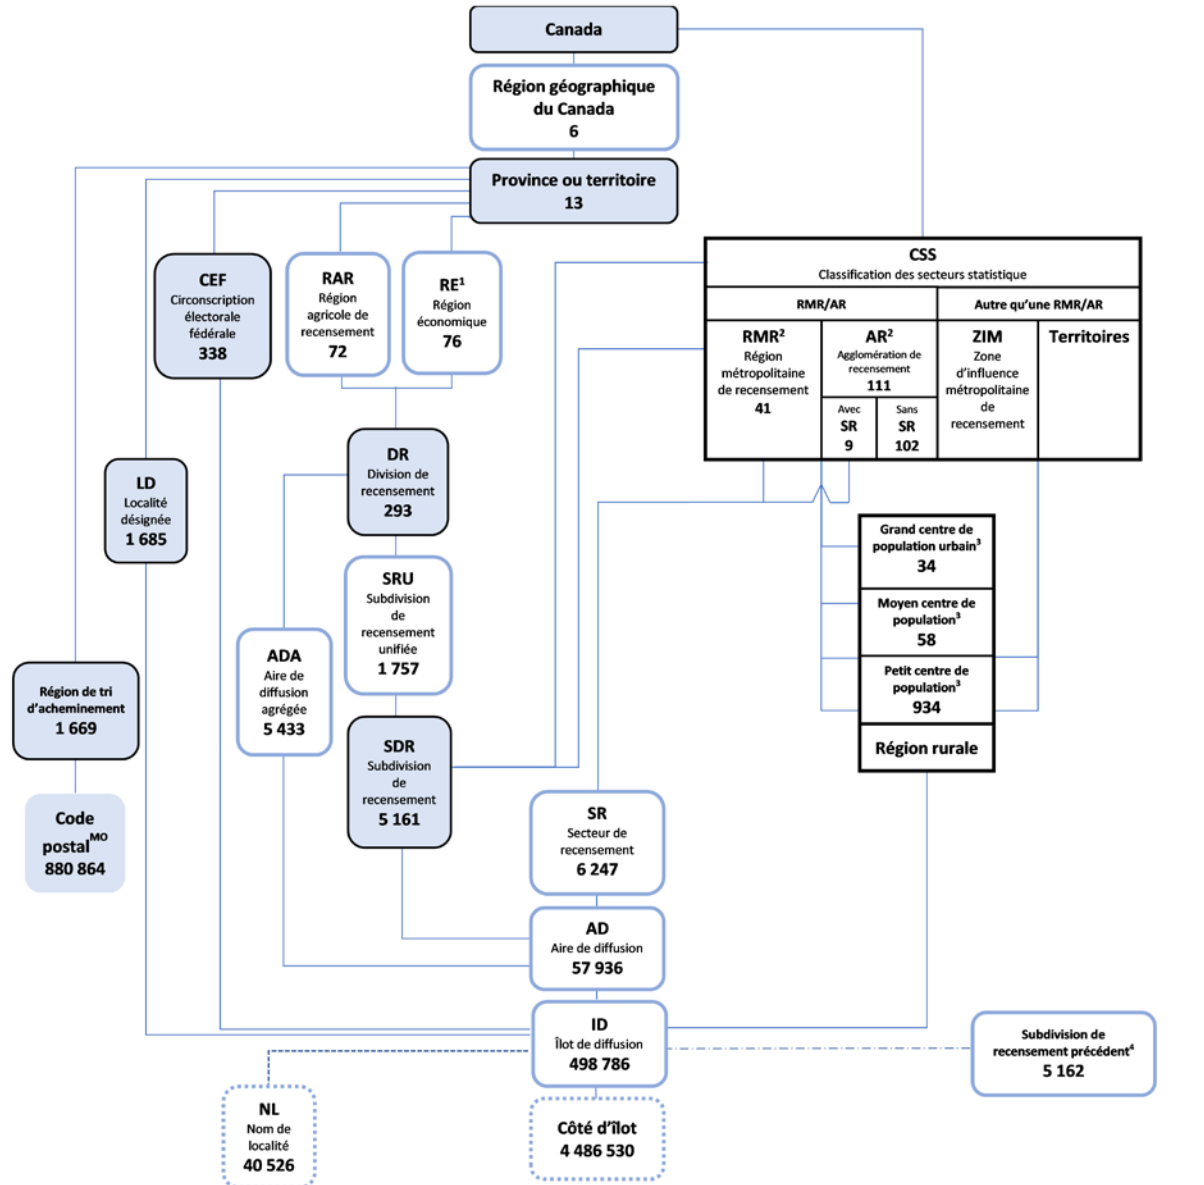 Canada
Région géographique
du Canada
6
Province ou territoire
13
CEF
Circonscription
électorale
fédérale
338
RAR
Région
agricole de
recensement
72
RE¹
Région
économique
76
CSS
Classification des secteurs statistique
RMR/AR
Autre qu'une RMR/AR
RMR²
Région
métropolitaine
de recensement
41
AR²
Agglomération de
recensement
111
Avec
SR
9
Sans
SR
102
ZIM
Zone
d'influence
métropolitaine
de
recensement
Territoires
DR
Division de
recensement
293
LD
Localité
désignée
1 685
Grand centre de
population urbain³
34
Moyen centre de
population³
58
Petit centre de
population³
934
Région rurale
SRU
Subdivision
de
recensement
unifiée
1 757
ADA
Aire de
diffusion
agrégée
5 433
Région de tri
d'acheminement
1 669
SDR
Subdivision
de
recensement
5 161
Code
postalᴹᴼ
880 864
SR
Secteur de
recensement
6 247
AD
Aire de diffusion
57 936
ID
Îlot de diffusion
498 786
Subdivision de
recensement précédent⁴
5 162
NL
Nom de
localité
40 526
Côté d'îlot
4 486 530